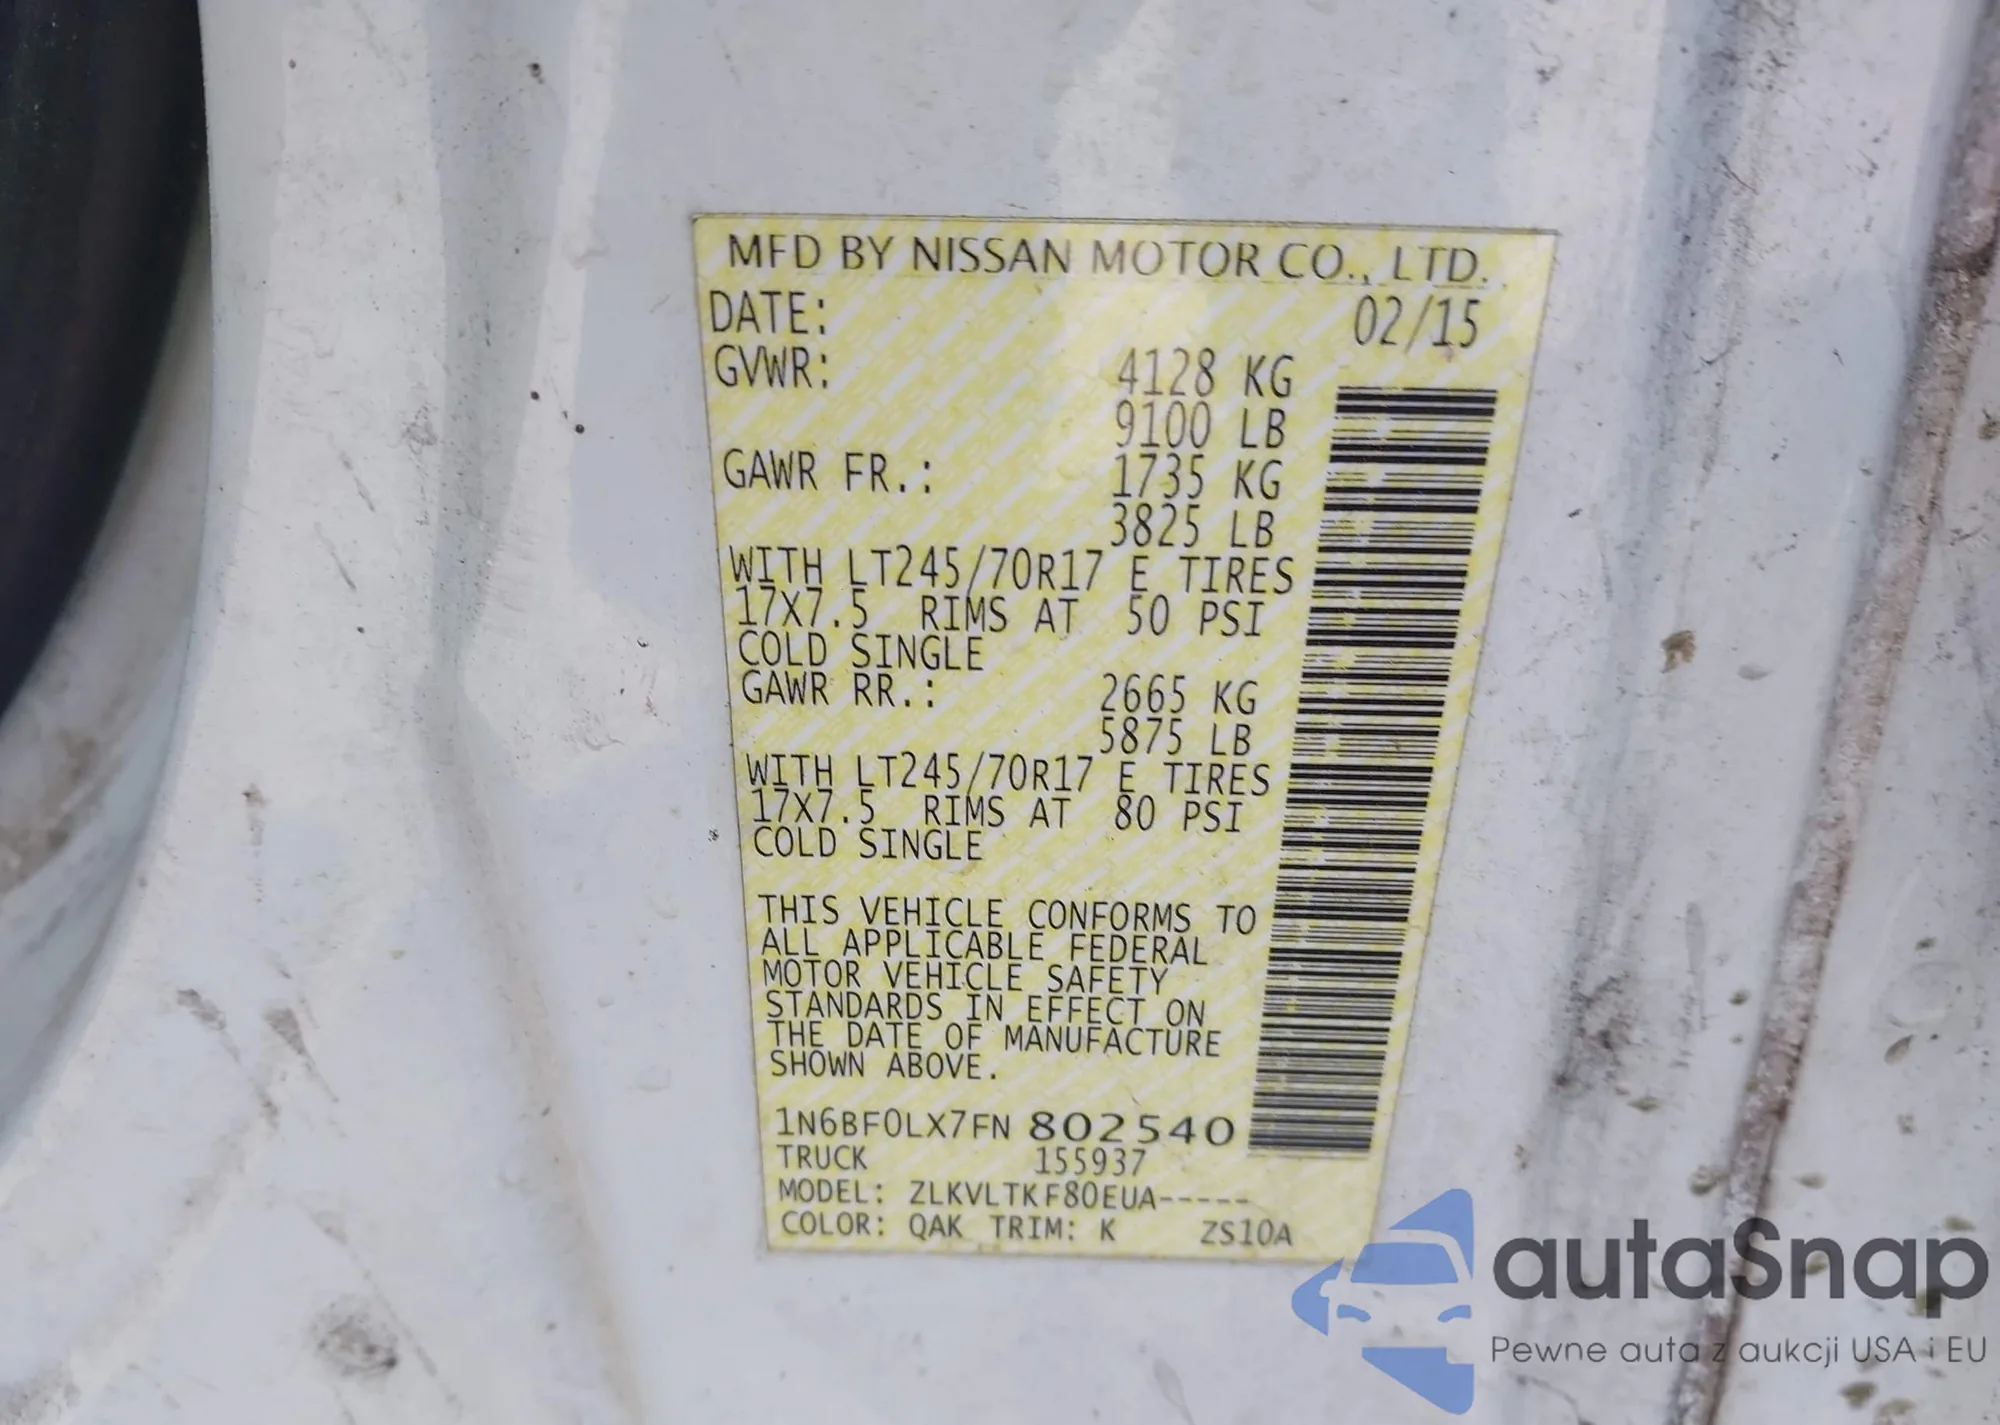 MFD BY NISSAN MOTOR CO., LTD.
DATE: 02/15
GVWR: 4128 KG
9100 LB
GAWR FR.: 1735 KG
3825 LB
WITH LT245/70R17 E TIRES
17X7.5 RIMS AT 50 PSI
COLD SINGLE
GAWR RR.: 2665 KG
5875 LB
WITH LT245/70R17 E TIRES
17X7.5 RIMS AT 80 PSI
COLD SINGLE
THIS VEHICLE CONFORMS TO
ALL APPLICABLE FEDERAL
MOTOR VEHICLE SAFETY
STANDARDS IN EFFECT ON
THE DATE OF MANUFACTURE
SHOWN ABOVE.
1N6BF0LX7FN 802540
TRUCK 155937
MODEL: ZLKVLTKF80EUA-----
COLOR: QAK TRIM: K ZS10A
autaSnap
Pewne auta z aukcji USA i EU